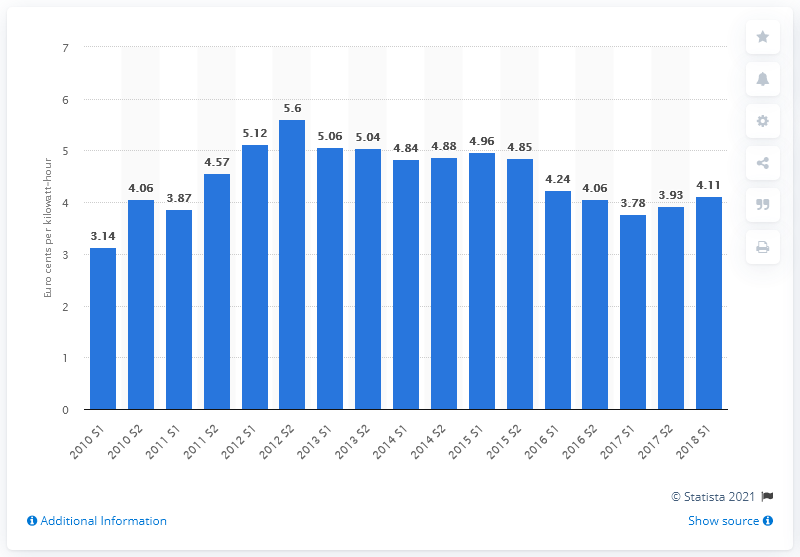 7
6
5
4
3
2
1
0
Euro cents per kilowatt-hour
3.14
4.06
3.87
4.57
5.12
5.6
5.06
5.04
4.84
4.88
4.96
4.85
4.24
4.06
3.78
3.93
4.11
2010 S1
2010 S2
2011 S1
2011 S2
2012 S1
2012 S2
2013 S1
2013 S2
2014 S1
2014 S2
2015 S1
2015 S2
2016 S1
2016 S2
2017 S1
2017 S2
2018 S1
© Statista 2021
Additional Information
Show source